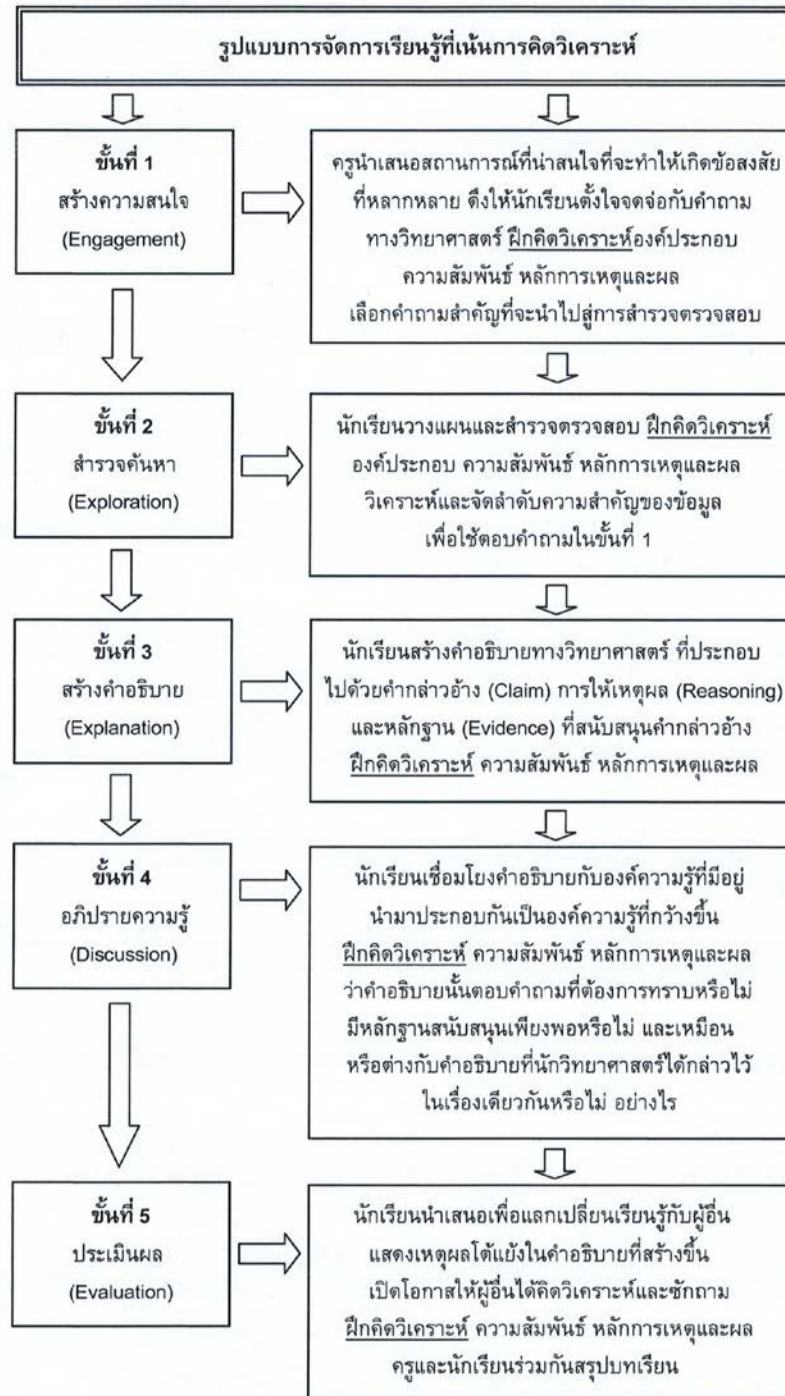 รูปแบบการจัดการเรียนรู้ที่เน้นการคิดวิเคราะห์
ขั้นที่ 1
สร้างความสนใจ
(Engagement)
ครูนำเสนอสถานการณ์ที่น่าสนใจที่จะทำให้เกิดข้อสงสัย
ที่หลากหลาย ดึงให้นักเรียนตั้งใจจดจ่อกับคำถาม
ทางวิทยาศาสตร์ ฝึกคิดวิเคราะห์องค์ประกอบ
ความสัมพันธ์ หลักการเหตุและผล
เลือกคำถามสำคัญที่จะนำไปสู่การสำรวจตรวจสอบ
ขั้นที่ 2
สำรวจค้นหา
(Exploration)
นักเรียนวางแผนและสำรวจตรวจสอบ ฝึกคิดวิเคราะห์
องค์ประกอบ ความสัมพันธ์ หลักการเหตุและผล
วิเคราะห์และจัดลำดับความสำคัญของข้อมูล
เพื่อใช้ตอบคำถามในขั้นที่ 1
ขั้นที่ 3
สร้างคำอธิบาย
(Explanation)
นักเรียนสร้างคำอธิบายทางวิทยาศาสตร์ ที่ประกอบ
ไปด้วยคำกล่าวอ้าง (Claim) การให้เหตุผล (Reasoning)
และหลักฐาน (Evidence) ที่สนับสนุนคำกล่าวอ้าง
ฝึกคิดวิเคราะห์ ความสัมพันธ์ หลักการเหตุและผล
ขั้นที่ 4
อภิปรายความรู้
(Discussion)
นักเรียนเชื่อมโยงคำอธิบายกับองค์ความรู้ที่มีอยู่
นำมาประกอบกันเป็นองค์ความรู้ที่กว้างขึ้น
ฝึกคิดวิเคราะห์ ความสัมพันธ์ หลักการเหตุและผล
ว่าคำอธิบายนั้นตอบคำถามที่ต้องการทราบหรือไม่
มีหลักฐานสนับสนุนเพียงพอหรือไม่ และเหมือน
หรือต่างกับคำอธิบายที่นักวิทยาศาสตร์ได้กล่าวไว้
ในเรื่องเดียวกันหรือไม่ อย่างไร
ขั้นที่ 5
ประเมินผล
(Evaluation)
นักเรียนนำเสนอเพื่อแลกเปลี่ยนเรียนรู้กับผู้อื่น
แสดงเหตุผลโต้แย้งในคำอธิบายที่สร้างขึ้น
เปิดโอกาสให้ผู้อื่นได้คิดวิเคราะห์และซักถาม
ฝึกคิดวิเคราะห์ ความสัมพันธ์ หลักการเหตุและผล
ครูและนักเรียนร่วมกันสรุปบทเรียน